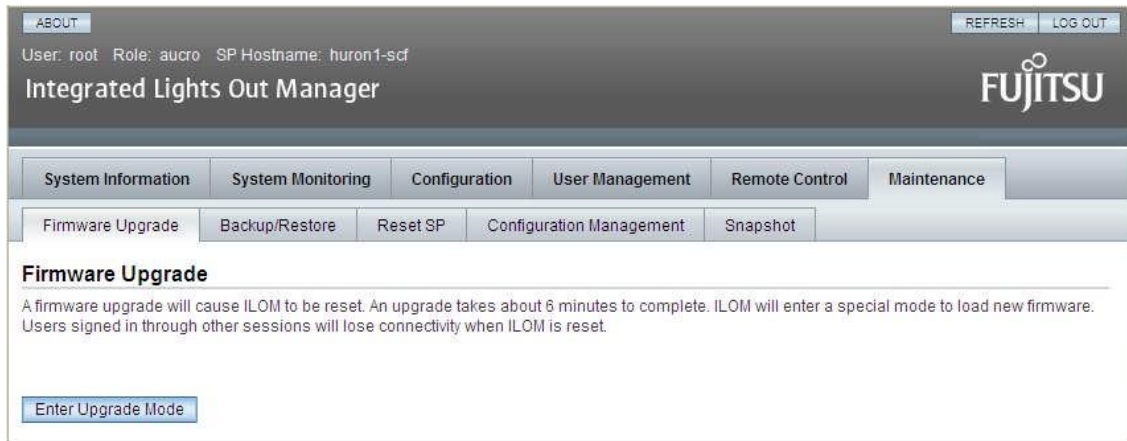 ABOUT
REFRESH
LOG OUT
User: root Role: aucro SP Hostname: huron1-scf
Integrated Lights Out Manager
FUJITSU
System Information
System Monitoring
Configuration
User Management
Remote Control
Maintenance
Firmware Upgrade
Backup/Restore
Reset SP
Configuration Management
Snapshot
Firmware Upgrade
A firmware upgrade will cause ILOM to be reset. An upgrade takes about 6 minutes to complete. ILOM will enter a special mode to load new firmware.
Users signed in through other sessions will lose connectivity when ILOM is reset.
Enter Upgrade Mode